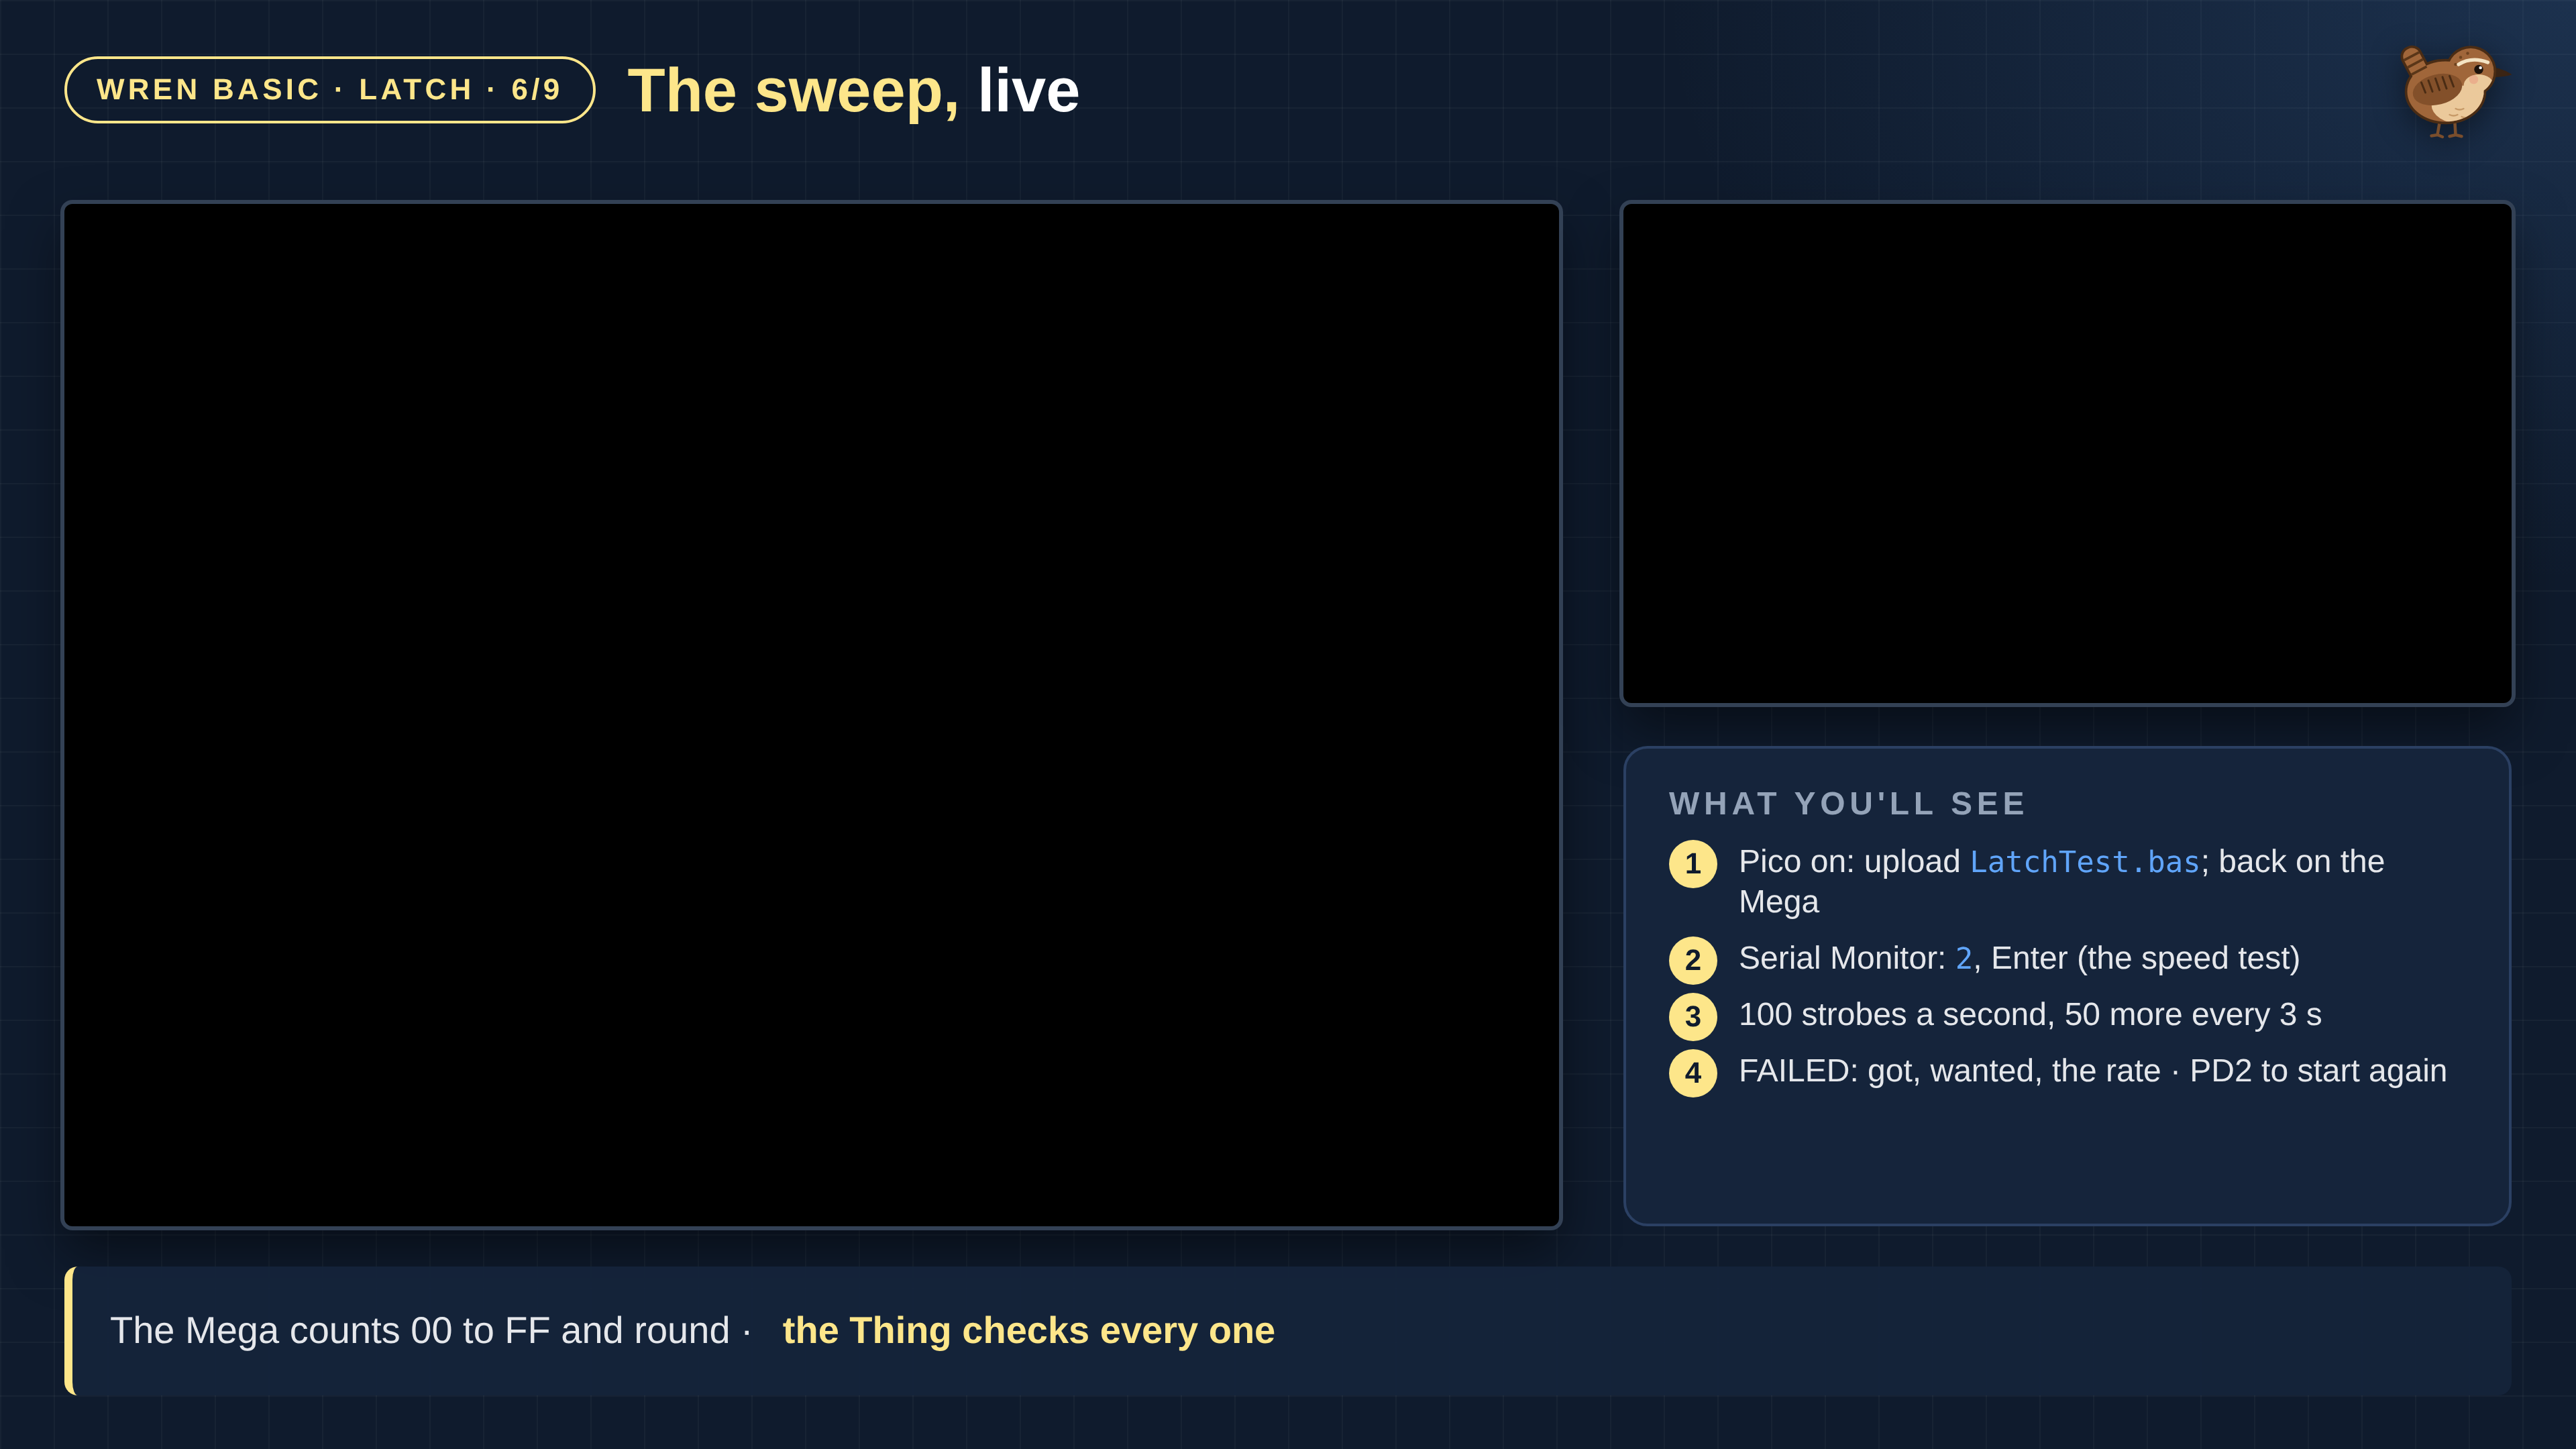 WREN BASIC · LATCH · 6/9
The sweep, live
WHAT YOU'LL SEE
1 Pico on: upload LatchTest.bas; back on the
Mega
2 Serial Monitor: 2, Enter (the speed test)
3 100 strobes a second, 50 more every 3 s
4 FAILED: got, wanted, the rate · PD2 to start again
The Mega counts 00 to FF and round · the Thing checks every one